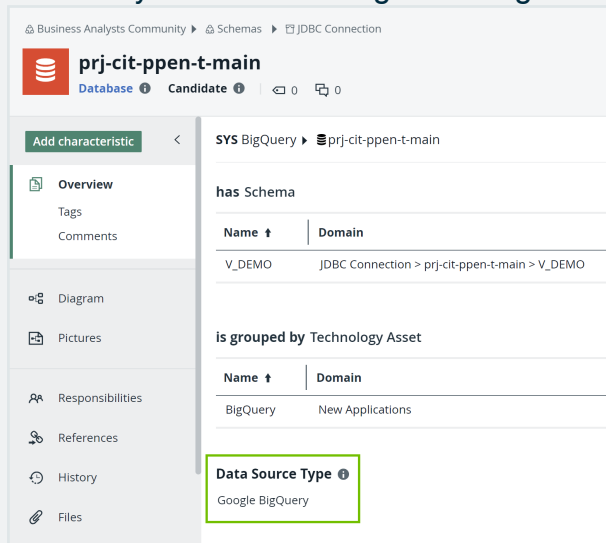 Business Analysts Community Schemas JDBC Connection
prj-cit-ppen-t-main
Database Candidate 0 0
Add characteristic
SYS BigQuery prj-cit-ppen-t-main
Overview
Tags
Comments
Diagram
Pictures
Responsibilities
References
History
Files
has Schema
Name Domain
V_DEMO JDBC Connection > prj-cit-ppen-t-main > V_DEMO
is grouped by Technology Asset
Name Domain
BigQuery New Applications
Data Source Type
Google BigQuery